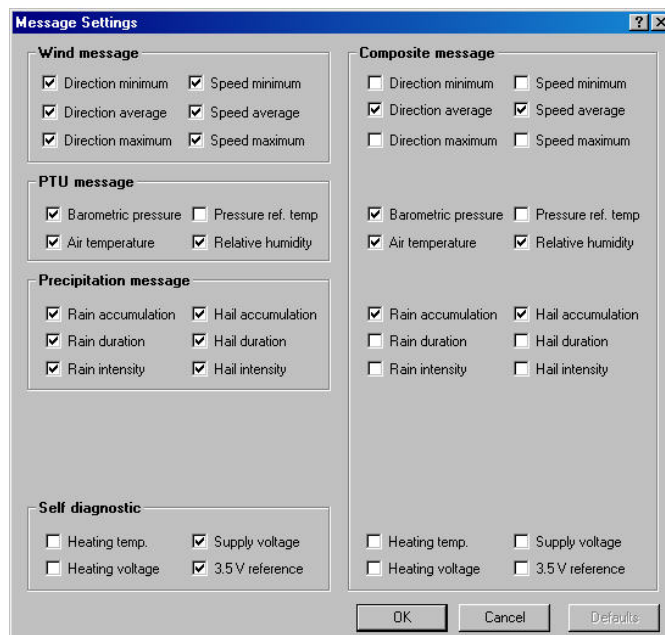 Message Settings
Wind message
Direction minimum Speed minimum
Direction average Speed average
Direction maximum Speed maximum
PTU message
Barometric pressure Pressure ref. temp
Air temperature Relative humidity
Precipitation message
Rain accumulation Hail accumulation
Rain duration Hail duration
Rain intensity Hail intensity
Self diagnostic
Heating temp. Supply voltage
Heating voltage 3.5 V reference
Composite message
Direction minimum Speed minimum
Direction average Speed average
Direction maximum Speed maximum
Barometric pressure Pressure ref. temp
Air temperature Relative humidity
Rain accumulation Hail accumulation
Rain duration Hail duration
Rain intensity Hail intensity
Heating temp. Supply voltage
Heating voltage 3.5 V reference
OK Cancel Defaults